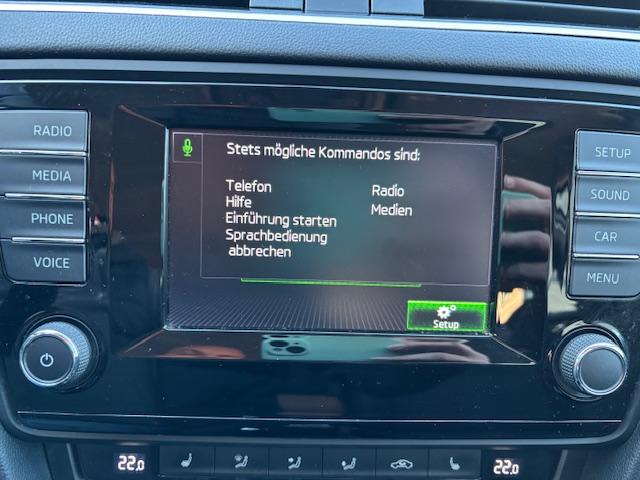 RADIO
MEDIA
PHONE
VOICE
Stets mögliche Kommandos sind:
Telefon
Hilfe
Einführung starten
Sprachbedienung
abbrechen
Radio
Medien
Setup
SETUP
SOUND
CAR
MENU
22.0
22.0